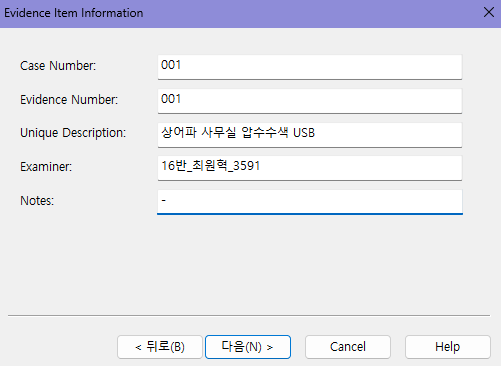 Evidence Item Information
Case Number: 001
Evidence Number: 001
Unique Description: 상어파 사무실 압수수색 USB
Examiner: 16반_최원혁_3591
Notes: -
< 뒤로(B) 다음(N) > Cancel Help